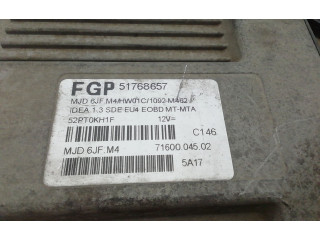 FGP 51768657
MJD 6JF.M4/HW01C/1092-M462 /
IDEA 1.3 SDE EU4 EOBD MT-MTA
52PT0KH1F 12V=
C146
MJD 6JF.M4 71600.045.02
5A17